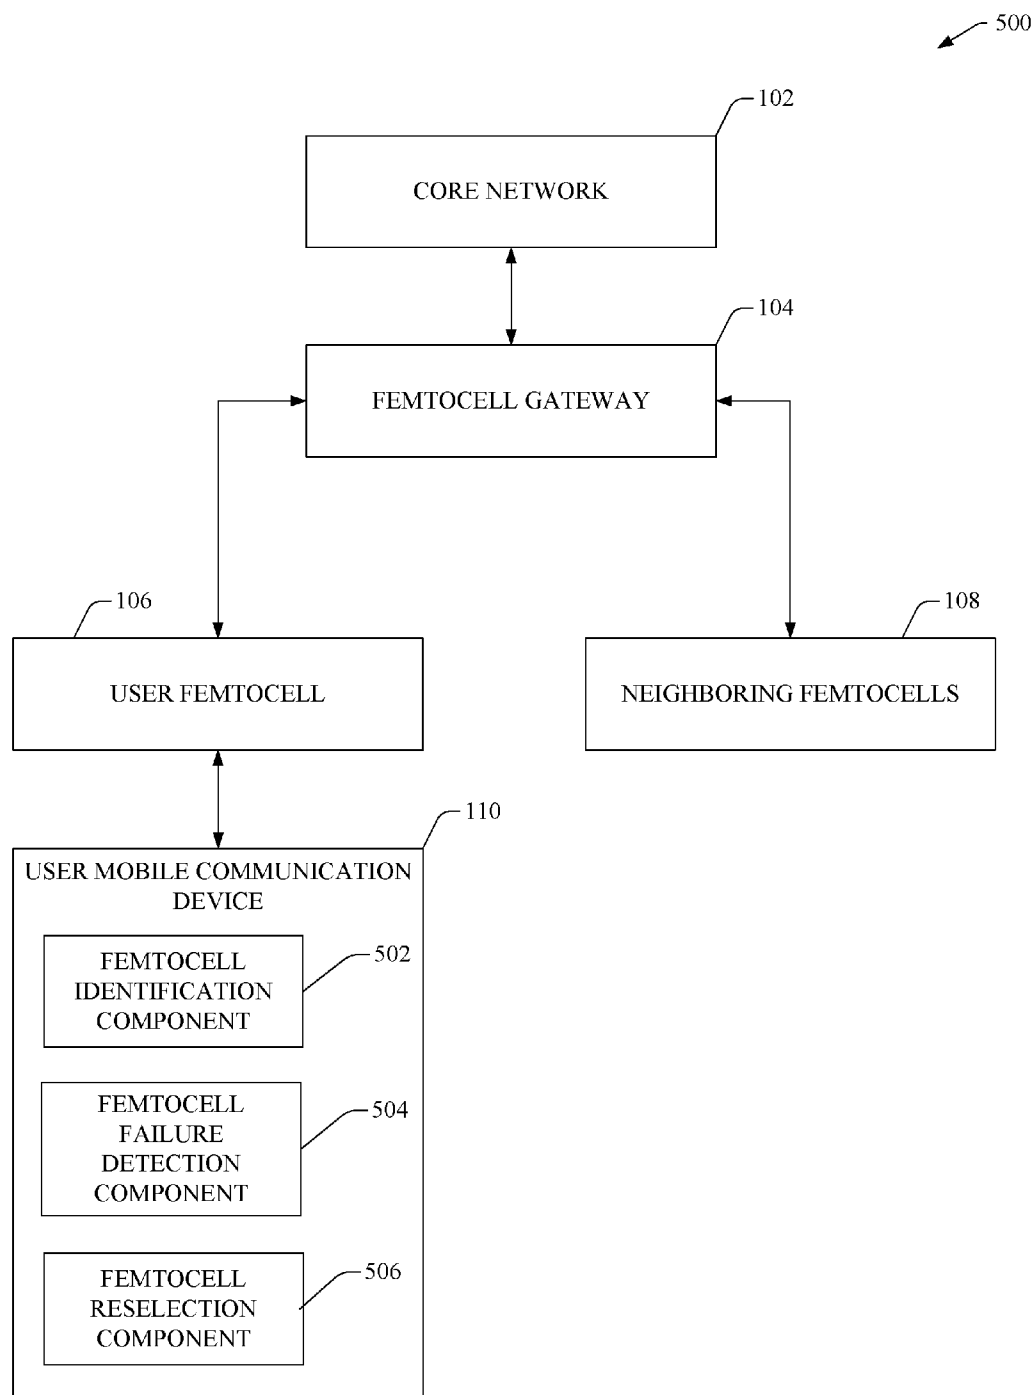 500
102
CORE NETWORK
104
FEMTOCELL GATEWAY
106
108
USER FEMTOCELL
NEIGHBORING FEMTOCELLS
110
USER MOBILE COMMUNICATION
DEVICE
FEMTOCELL
IDENTIFICATION
COMPONENT
502
FEMTOCELL
FAILURE
DETECTION
COMPONENT
504
FEMTOCELL
RESELECTION
COMPONENT
506